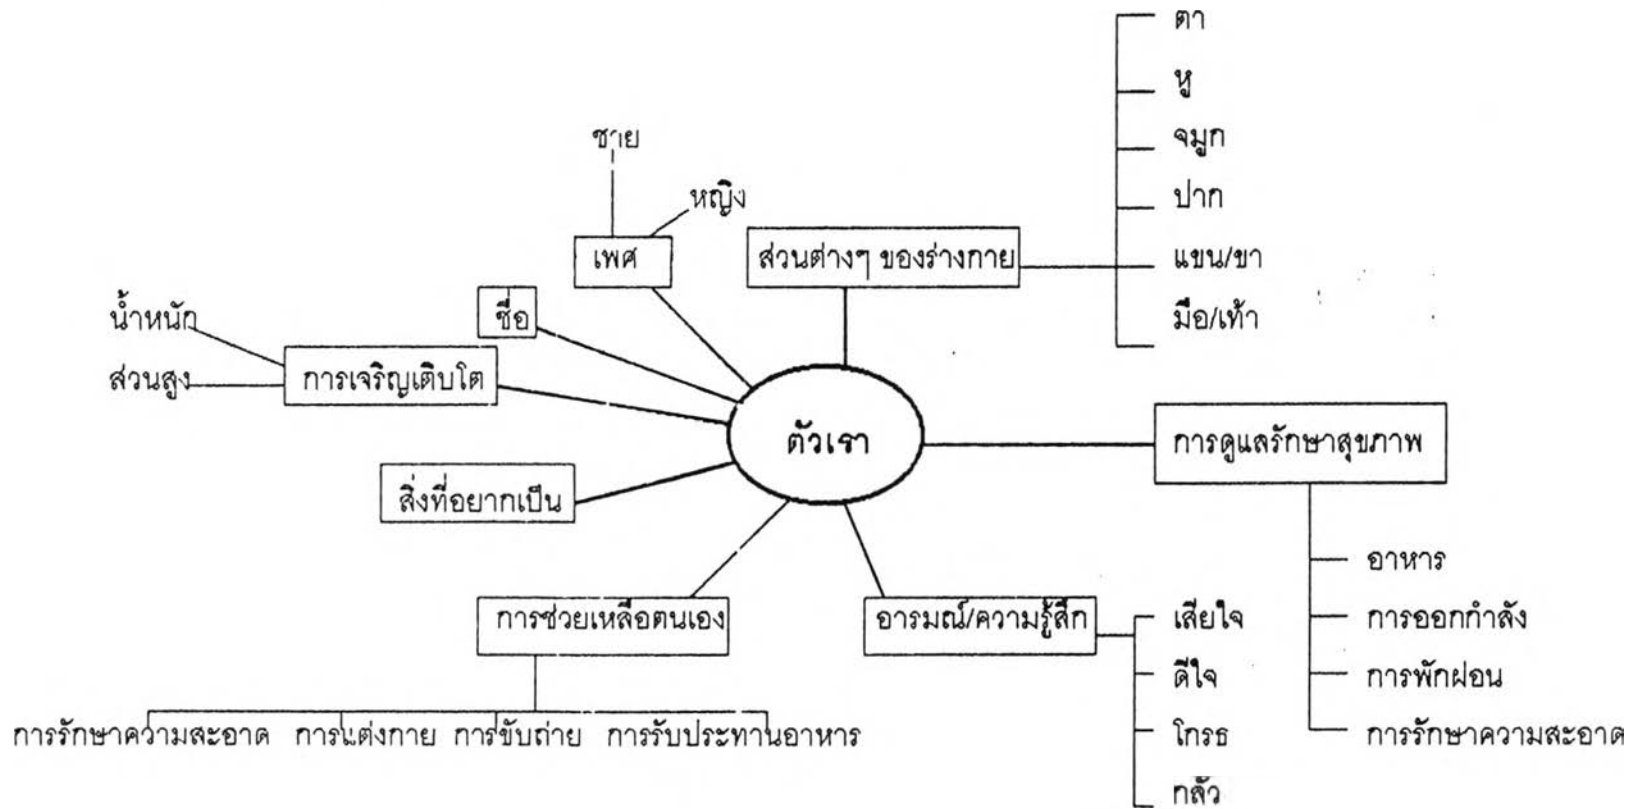 ตา
หู
จมูก
ปาก
แขน/ขา
มือ/เท้า
ส่วนต่างๆ ของร่างกาย
ชาย
หญิง
เพศ
ชื่อ
น้ำหนัก
ส่วนสูง
การเจริญเติบโต
ตัวเรา
การดูแลรักษาสุขภาพ
อาหาร
การออกกำลัง
การพักผ่อน
การรักษาความสะอาด
สิ่งที่อยากเป็น
การช่วยเหลือตนเอง
การรักษาความสะอาด
การแต่งกาย
การขับถ่าย
การรับประทานอาหาร
อารมณ์/ความรู้สึก
เสียใจ
ดีใจ
โกรธ
กลัว